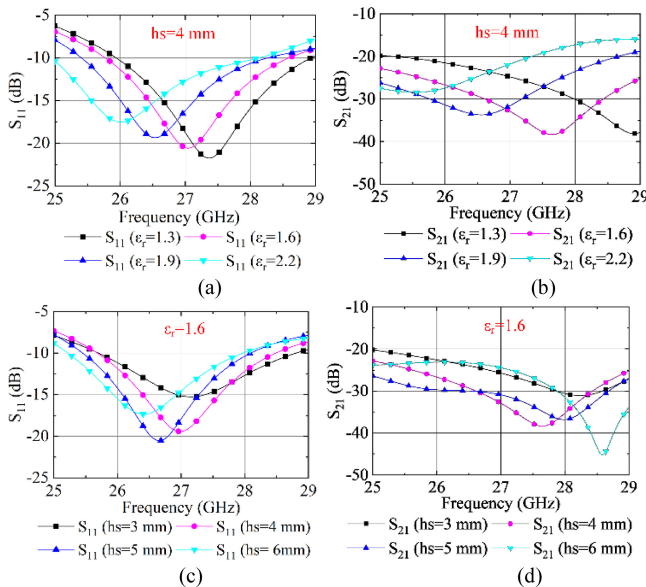 hs=4 mm
-5
-10
-15
-20
-25
S11 (dB)
25 26 27 28 29
Frequency (GHz)
S11 (εr=1.3) S11 (εr=1.6)
S11 (εr=1.9) S11 (εr=2.2)
(a)
hs=4 mm
-10
-20
-30
-40
-50
S21 (dB)
25 26 27 28 29
Frequency (GHz)
S21 (εr=1.3) S21 (εr=1.6)
S21 (εr=1.9) S21 (εr=2.2)
(b)
εr=1.6
-5
-10
-15
-20
-25
S11 (dB)
25 26 27 28 29
Frequency (GHz)
S11 (hs=3 mm) S11 (hs=4 mm)
S11 (hs=5 mm) S11 (hs= 6mm)
(c)
εr=1.6
-10
-20
-30
-40
-50
S21 (dB)
25 26 27 28 29
Frequency (GHz)
S21 (hs=3 mm) S21 (hs=4 mm)
S21 (hs=5 mm) S21 (hs=6 mm)
(d)